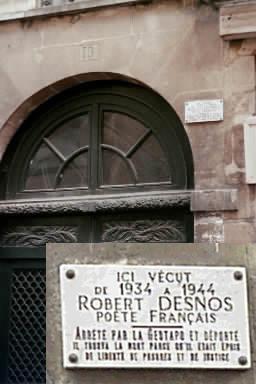 19
ICI VÉCUT
DE 1934 A 1944
ROBERT DESNOS
POÈTE FRANÇAIS
ARRÊTÉ PAR LA GESTAPO ET DÉPORTÉ
IL TROUVA LA MORT PARCE QU'IL ÉTAIT ÉPRIS
DE LIBERTÉ DE PROGRÈS ET DE JUSTICE